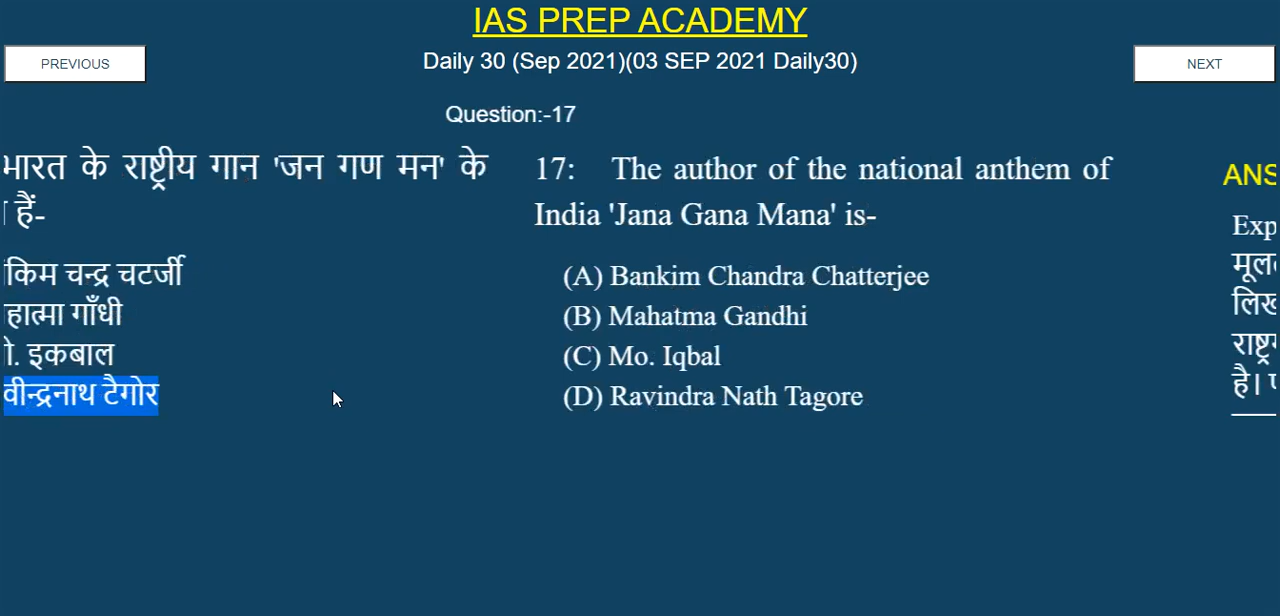 IAS PREP ACADEMY
PREVIOUS
Daily 30 (Sep 2021)(03 SEP 2021 Daily30)
NEXT
Question:-17
भारत के राष्ट्रीय गान 'जन गण मन' के
हैं-
चन्द्र चटर्जी
गाँधी
इकबाल
टैगोर
17: The author of the national anthem of
India 'Jana Gana Mana' is-
(A) Bankim Chandra Chatterjee
(B) Mahatma Gandhi
(C) Mo. Iqbal
(D) Ravindra Nath Tagore
ANS
Exp
है।